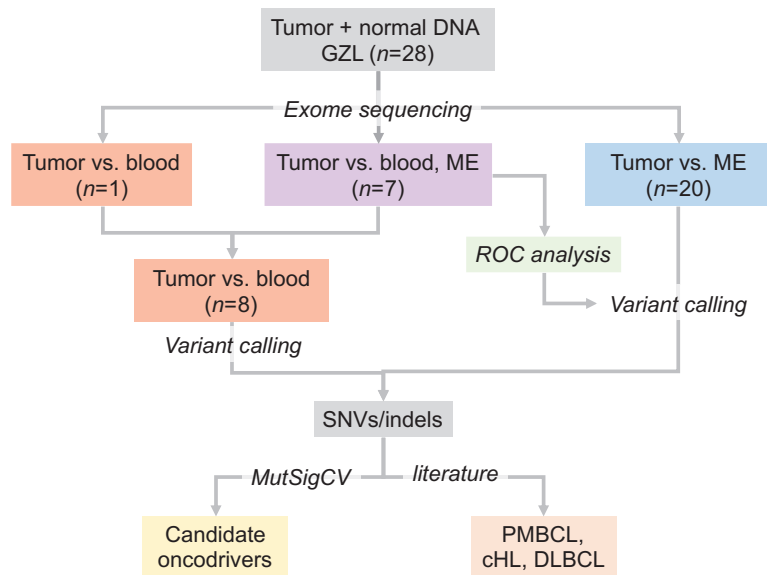 Tumor + normal DNA
GZL (n=28)
Exome sequencing
Tumor vs. blood
(n=1)
Tumor vs. blood, ME
(n=7)
Tumor vs. ME
(n=20)
ROC analysis
Tumor vs. blood
(n=8)
Variant calling
Variant calling
SNVs/indels
MutSigCV
literature
Candidate
oncodrivers
PMBCL,
cHL, DLBCL